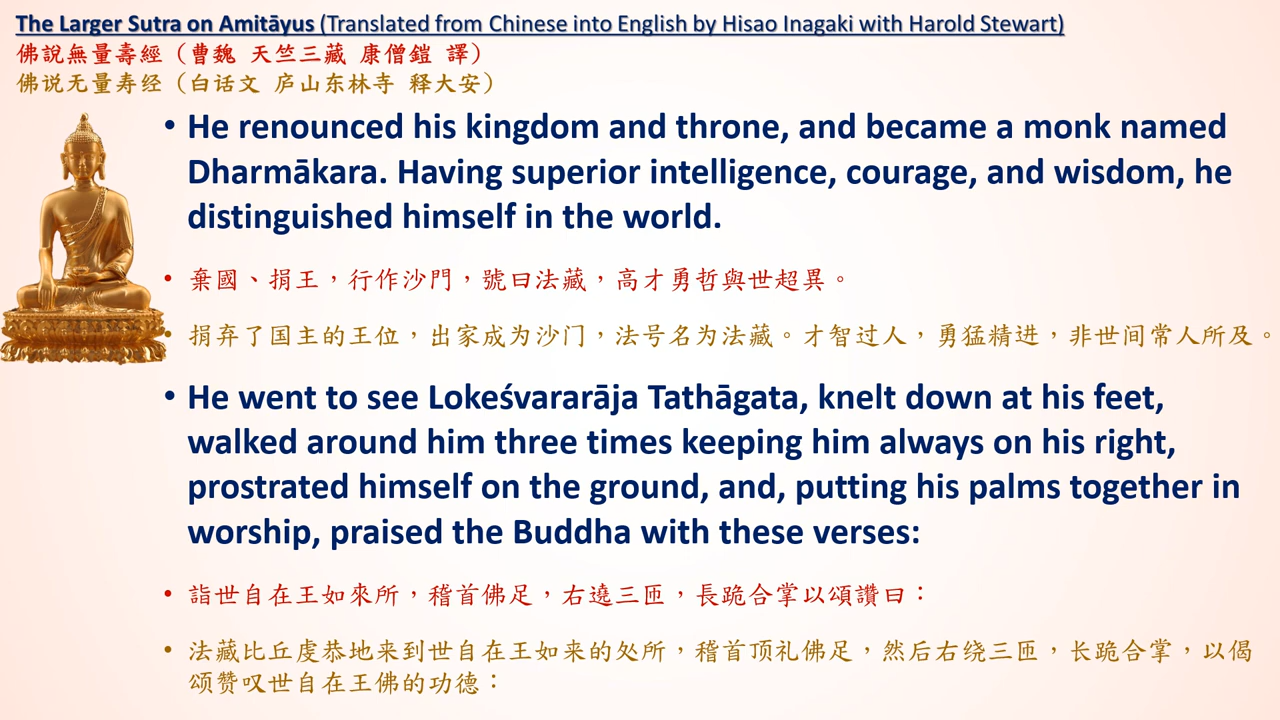 The Larger Sutra on Amitāyus (Translated from Chinese into English by Hisao Inagaki with Harold Stewart)
佛說無量壽經（曹魏 天竺三藏 康僧鎧 譯）
佛说无量寿经（白话文 庐山东林寺 释大安）
• He renounced his kingdom and throne, and became a monk named
Dharmākara. Having superior intelligence, courage, and wisdom, he
distinguished himself in the world.
• 棄國、捐王，行作沙門，號曰法藏，高才勇哲與世超異。
• 捐弃了国主的王位，出家成为沙门，法号名为法藏。才智过人，勇猛精进，非世间常人所及。
• He went to see Lokeśvararāja Tathāgata, knelt down at his feet,
walked around him three times keeping him always on his right,
prostrated himself on the ground, and, putting his palms together in
worship, praised the Buddha with these verses:
• 詣世自在王如來所，稽首佛足，右遶三匝，長跪合掌以頌讚曰：
• 法藏比丘虔恭地来到世自在王如来的处所，稽首顶礼佛足，然后右绕三匝，长跪合掌，以偈
颂赞叹世自在王佛的功德：